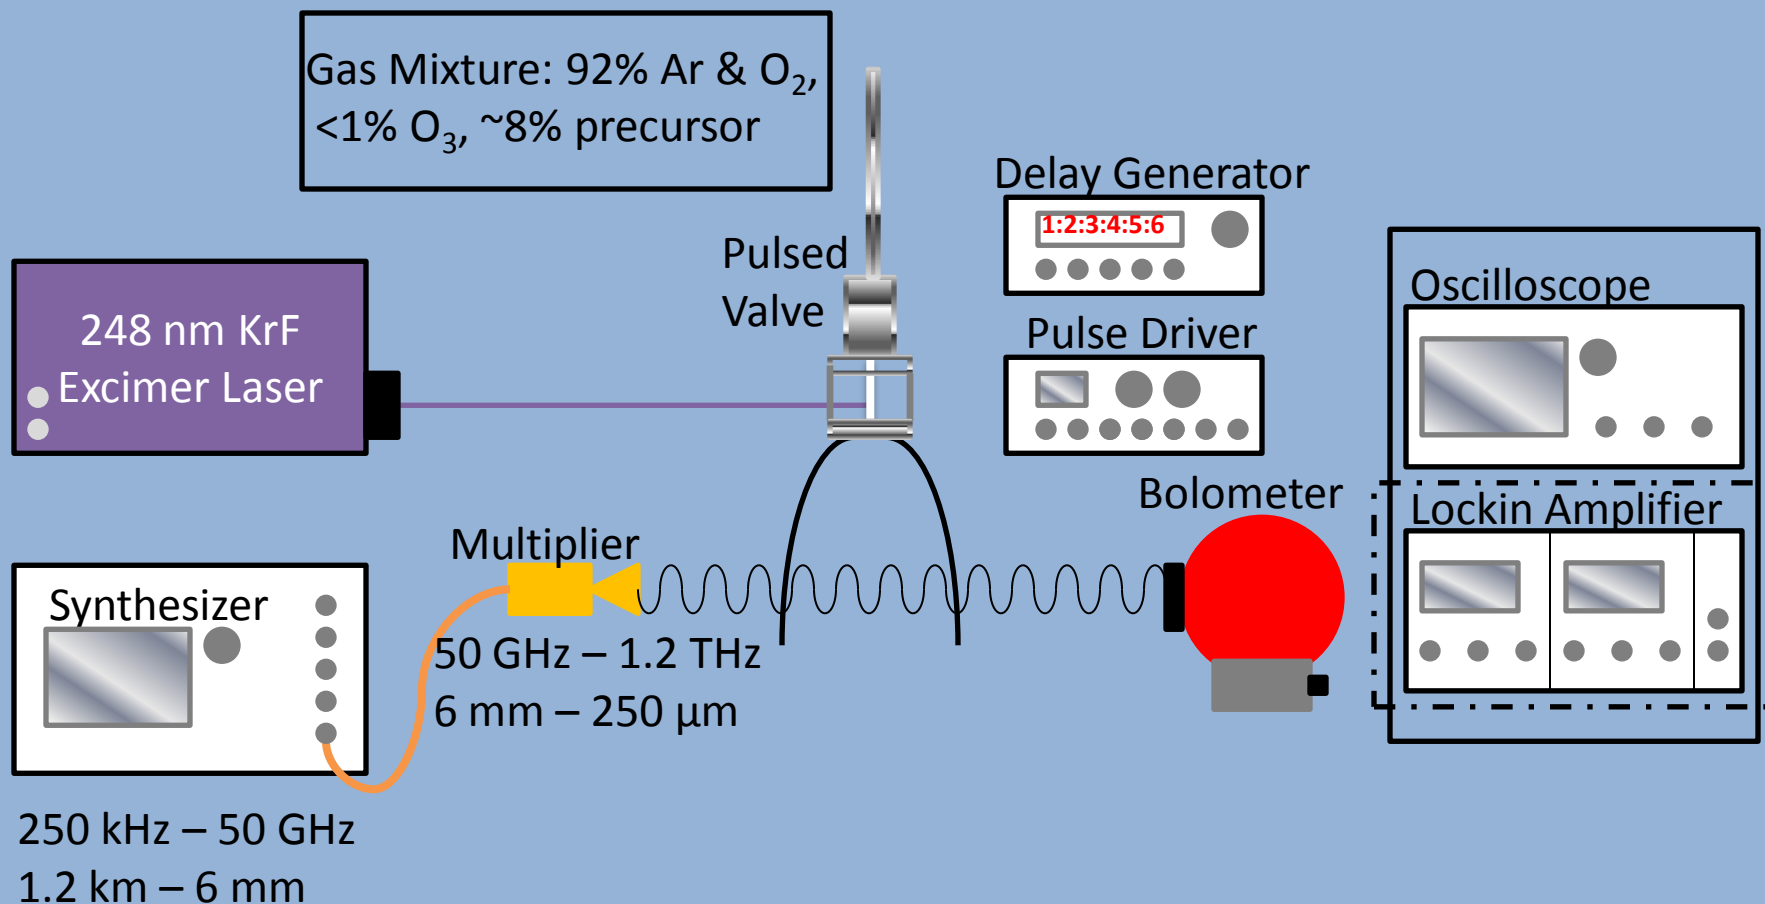 Gas Mixture: 92% Ar & O₂,
<1% O₃, ~8% precursor
Delay Generator
1:2:3:4:5:6
Pulsed
Valve
Oscilloscope
248 nm KrF
Excimer Laser
Pulse Driver
Bolometer
Lockin Amplifier
Multiplier
Synthesizer
50 GHz – 1.2 THz
6 mm – 250 µm
250 kHz – 50 GHz
1.2 km – 6 mm